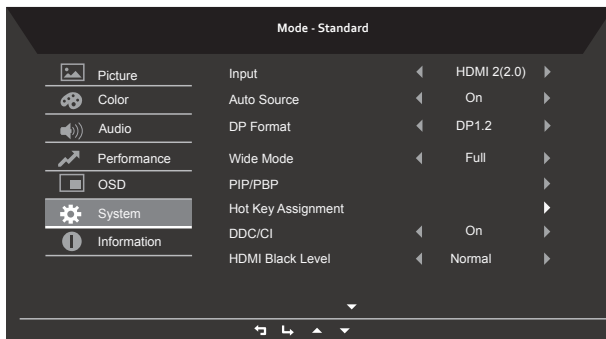 Mode - Standard
Picture
Color
Audio
Performance
OSD
System
Information
Input HDMI 2(2.0)
Auto Source On
DP Format DP1.2
Wide Mode Full
PIP/PBP
Hot Key Assignment
DDC/CI On
HDMI Black Level Normal